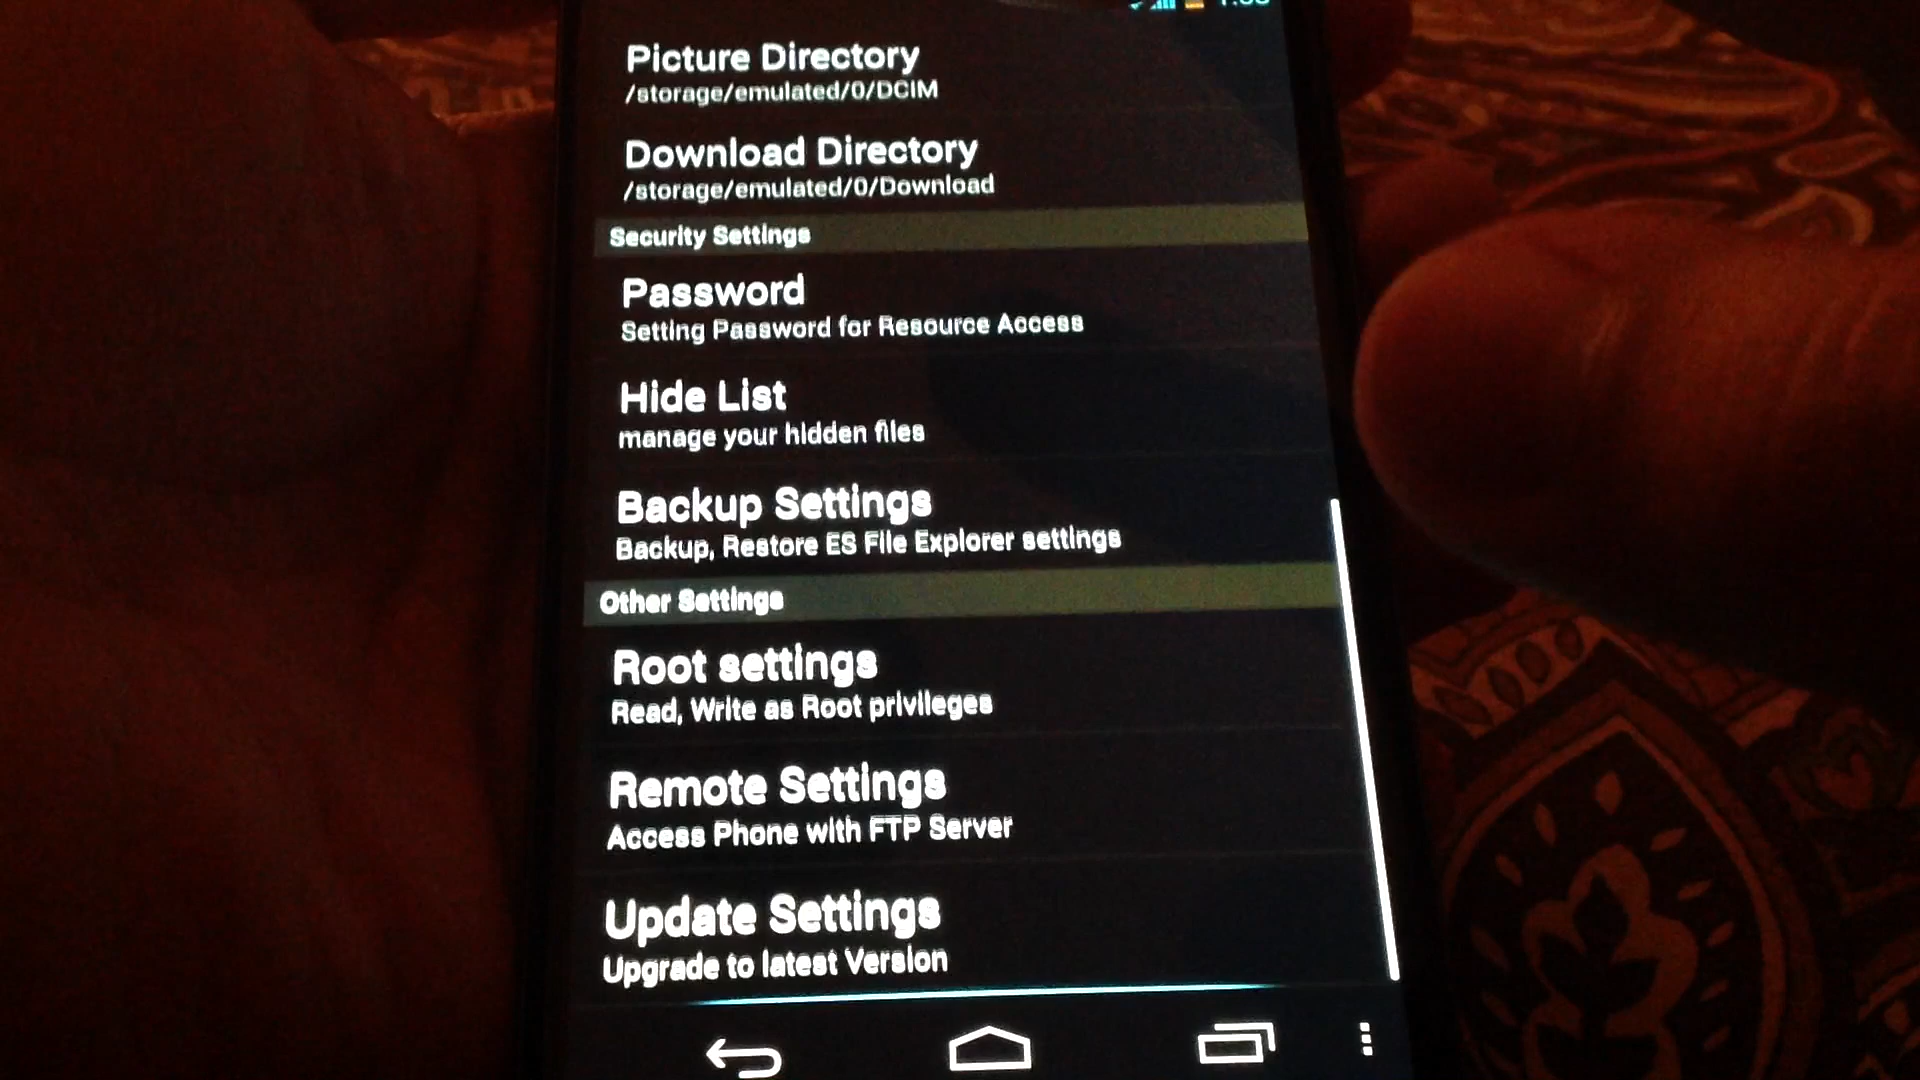 Picture Directory
/storage/emulated/0/DCIM
Download Directory
/storage/emulated/0/Download
Security Settings
Password
Setting Password for Resource Access
Hide List
manage your hidden files
Backup Settings
Backup, Restore ES File Explorer settings
Other Settings
Root settings
Read, Write as Root privileges
Remote Settings
Access Phone with FTP Server
Update Settings
Upgrade to latest Version